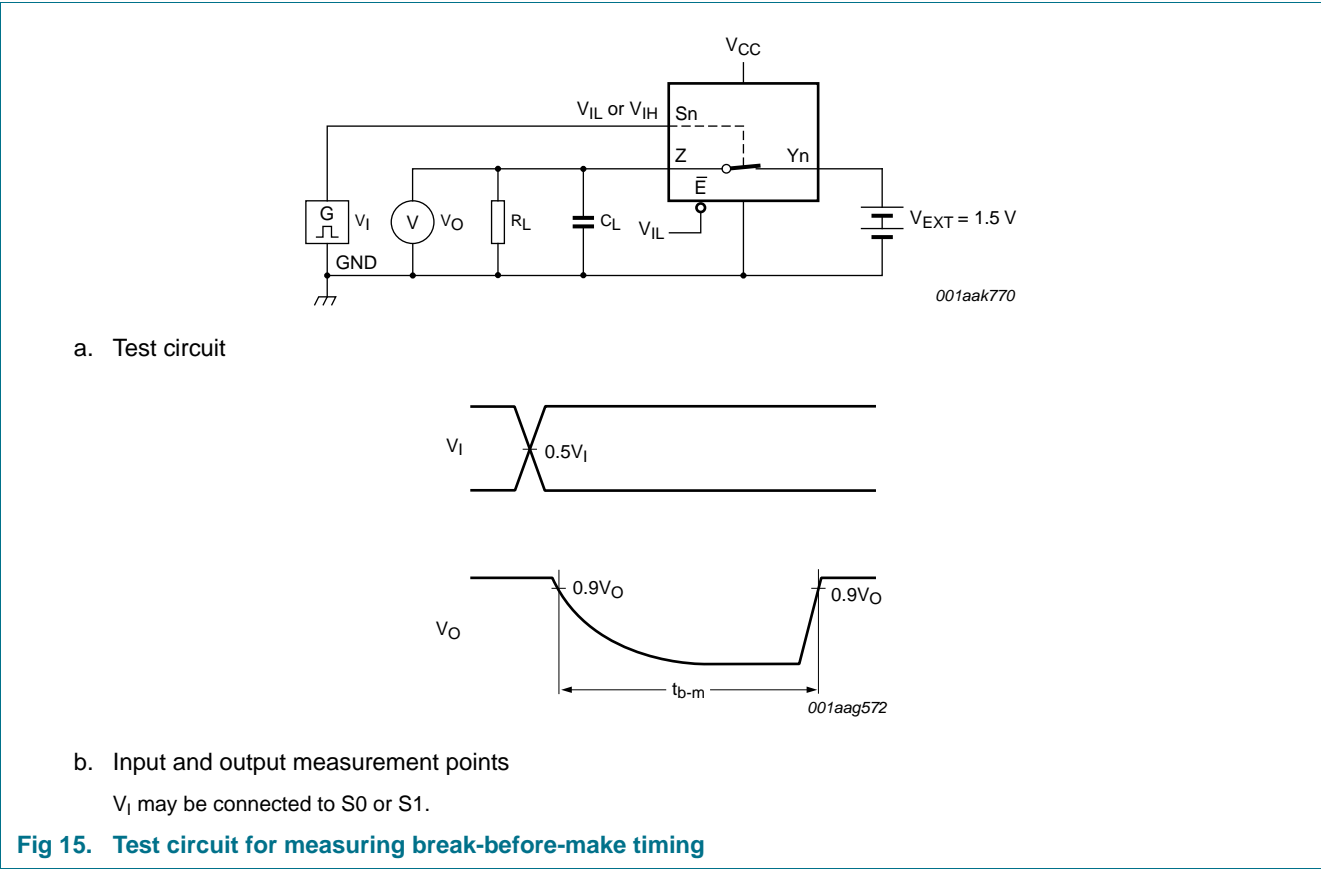 VCC
VIL or VIH
Sn
Z
Yn
E̅
G
VI
V
VO
RL
CL
VIL
VEXT = 1.5 V
GND
001aak770
a. Test circuit
VI
0.5VI
0.9VO
0.9VO
VO
tb-m
001aag572
b. Input and output measurement points
VI may be connected to S0 or S1.
Fig 15. Test circuit for measuring break-before-make timing